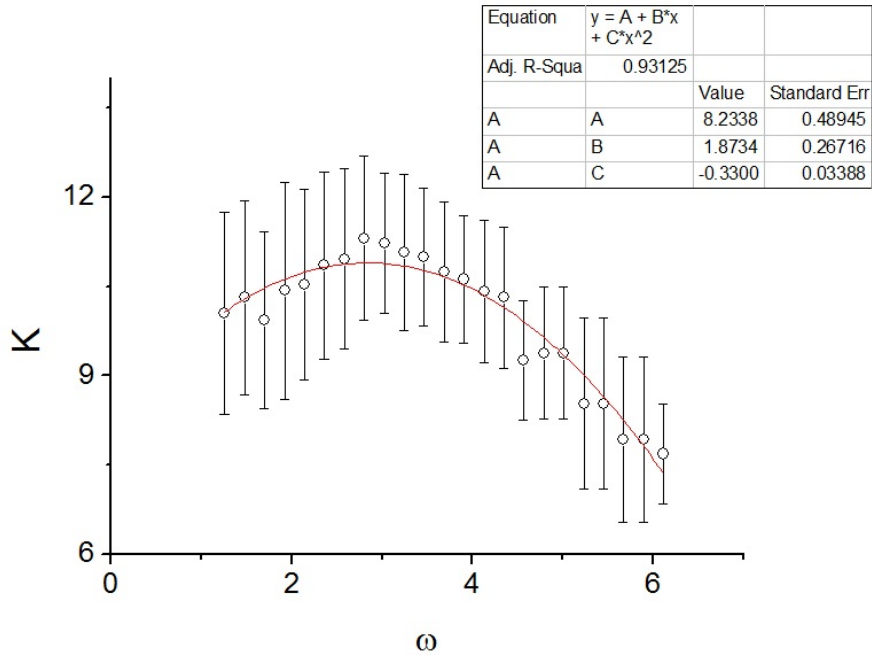 Equation y = A + B*x + C*x^2
Adj. R-Squa 0.93125
Value Standard Err
A A 8.2338 0.48945
A B 1.8734 0.26716
A C -0.3300 0.03388
12
9
6
K
0 2 4 6
ω